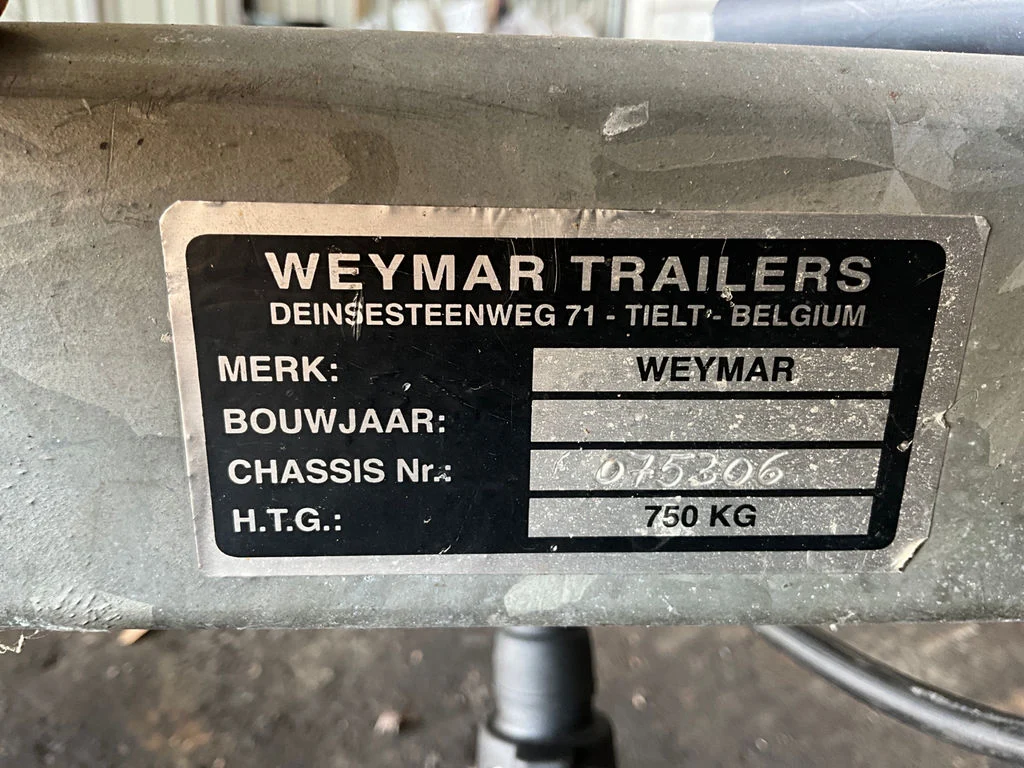 WEYMAR TRAILERS
DEINSESTEENWEG 71 - TIELT - BELGIUM
MERK: WEYMAR
BOUWJAAR:
CHASSIS Nr.: 075306
H.T.G.: 750 KG